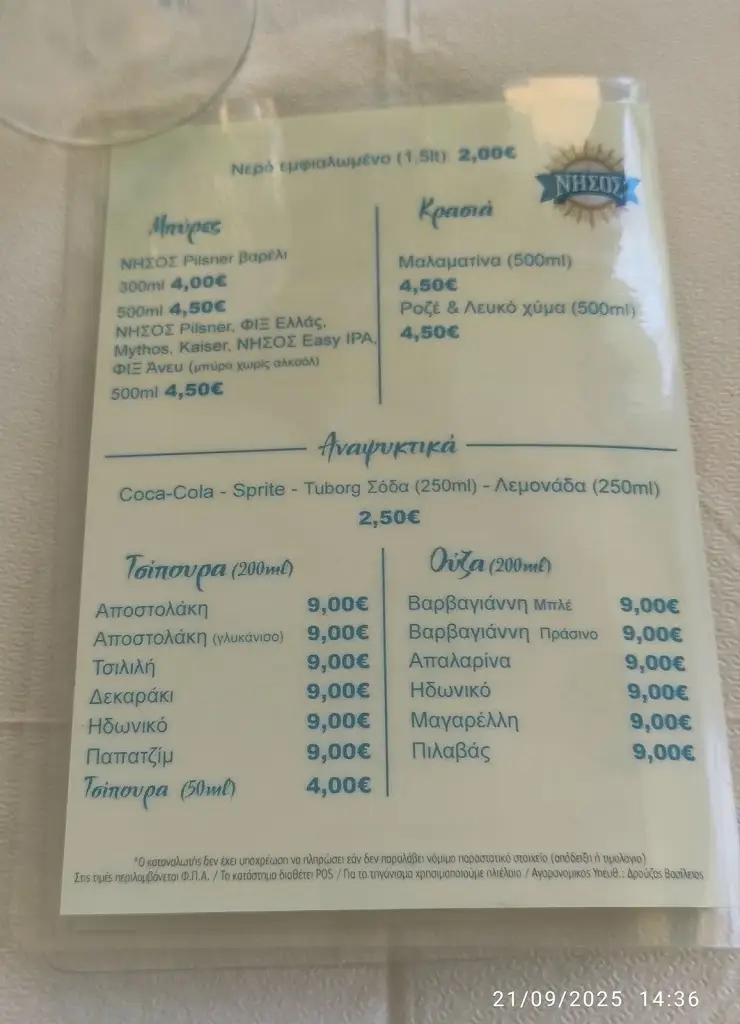 Νερό εμφιαλωμένο (1,5lt) 2,00€
ΝΗΣΟΣ
Μπύρες
ΝΗΣΟΣ Pilsner βαρέλι
300ml 4,00€
500ml 4,50€
ΝΗΣΟΣ Pilsner, ΦΙΞ Ελλάς,
Mythos, Kaiser, ΝΗΣΟΣ Easy IPA,
ΦΙΞ Άνευ (μπύρα χωρίς αλκοόλ)
500ml 4,50€
Κρασιά
Μαλαματίνα (500ml)
4,50€
Ροζέ & Λευκό χύμα (500ml)
4,50€
Αναψυκτικά
Coca-Cola - Sprite - Tuborg Σόδα (250ml) - Λεμονάδα (250ml)
2,50€
Τσίπουρα (200ml)
Αποστολάκη 9,00€
Αποστολάκη (γλυκάνισο) 9,00€
Τσιλιλή 9,00€
Δεκαράκι 9,00€
Ηδωνικό 9,00€
Παπατζίμ 9,00€
Τσίπουρα (50ml) 4,00€
Ούζα (200ml)
Βαρβαγιάννη Μπλέ 9,00€
Βαρβαγιάννη Πράσινο 9,00€
Απαλαρίνα 9,00€
Ηδωνικό 9,00€
Μαγαρέλλη 9,00€
Πιλαβάς 9,00€
*Ο καταναλωτής δεν έχει υποχρέωση να πληρώσει εάν δεν παραλάβει νόμιμο παραστατικό στοιχείο (απόδειξη ή τιμολόγιο)
Στις τιμές περιλαμβάνεται Φ.Π.Α. / Το κατάστημα διαθέτει POS / Για το τηγάνισμα χρησιμοποιούμε ηλιέλαιο / Αγορανομικός Υπευθ.: Δρούζας Βασίλειος
21/09/2025 14:36